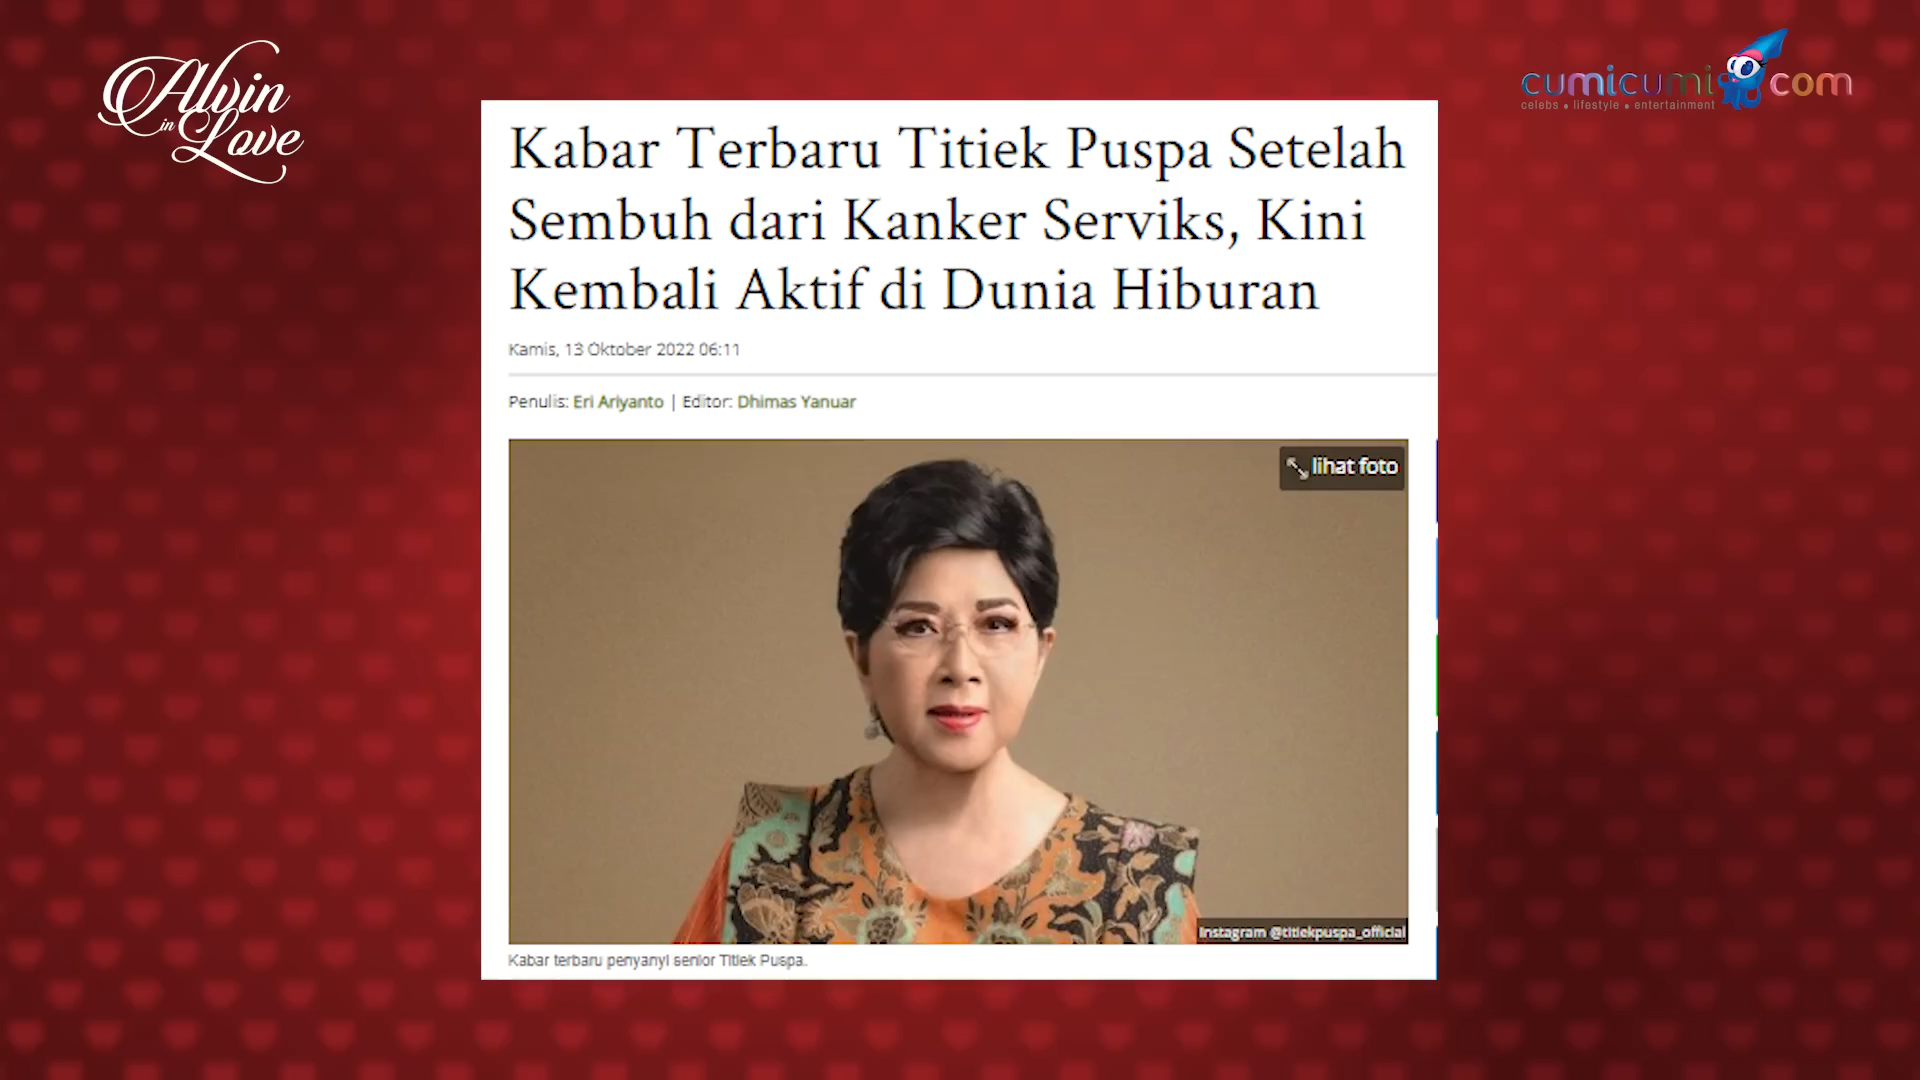 Alvin
in
Love
cumicumi.com
celebs • lifestyle • entertainment
Kabar Terbaru Titiek Puspa Setelah
Sembuh dari Kanker Serviks, Kini
Kembali Aktif di Dunia Hiburan
Kamis, 13 Oktober 2022 06:11
Penulis: Eri Ariyanto | Editor: Dhimas Yanuar
lihat foto
Instagram @titiekpuspa_official
Kabar terbaru penyanyi senior Titiek Puspa.